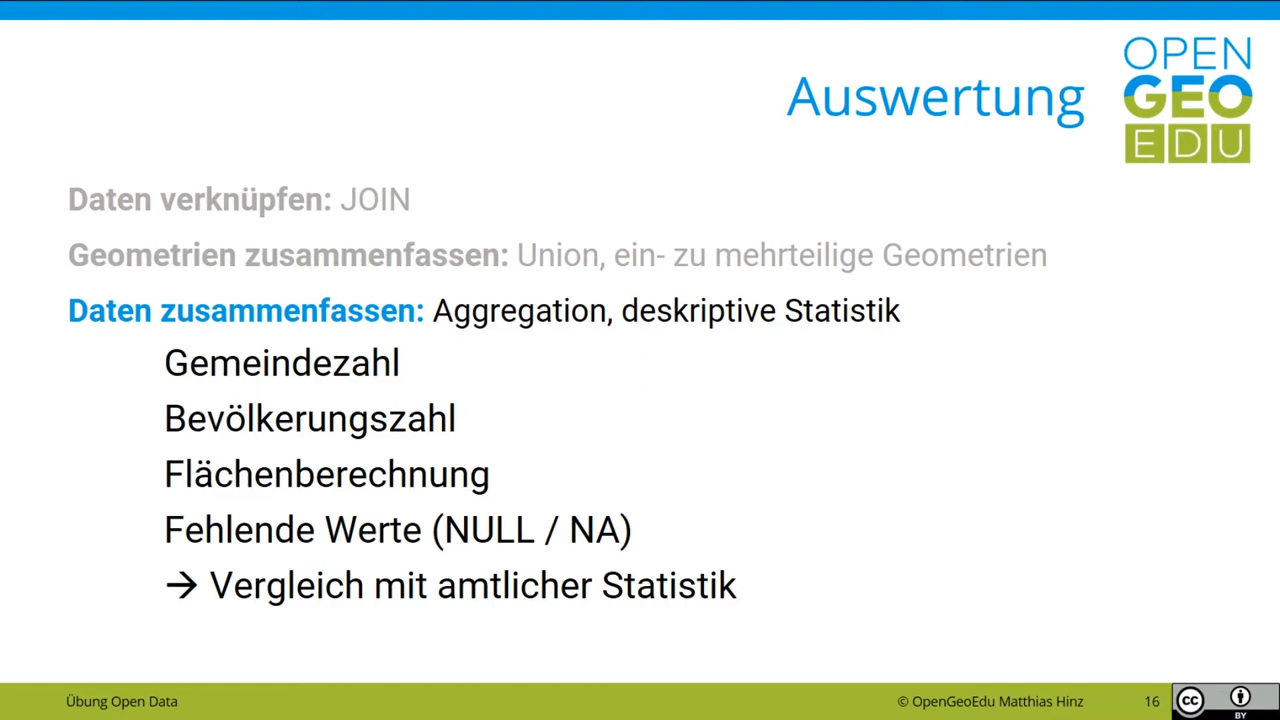 OPEN
GEO
EDU
Auswertung
Daten verknüpfen: JOIN
Geometrien zusammenfassen: Union, ein- zu mehrteilige Geometrien
Daten zusammenfassen: Aggregation, deskriptive Statistik
Gemeindezahl
Bevölkerungszahl
Flächenberechnung
Fehlende Werte (NULL / NA)
→ Vergleich mit amtlicher Statistik
Übung Open Data
© OpenGeoEdu Matthias Hinz
16
cc
BY